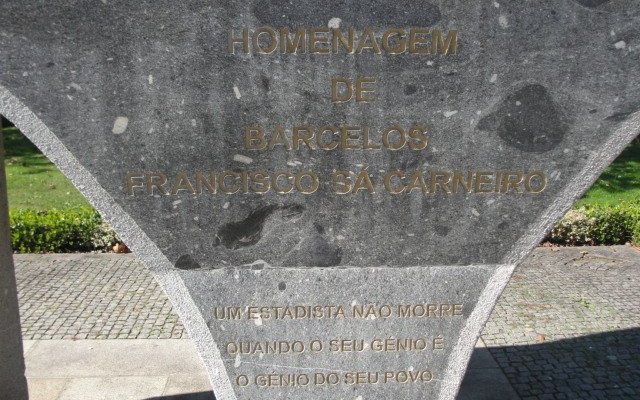 HOMENAGEM
DE
BARCELOS
FRANCISCO SÁ CARNEIRO
UM ESTADISTA NÃO MORRE
QUANDO O SEU GÉNIO É
O GÉNIO DO SEU POVO